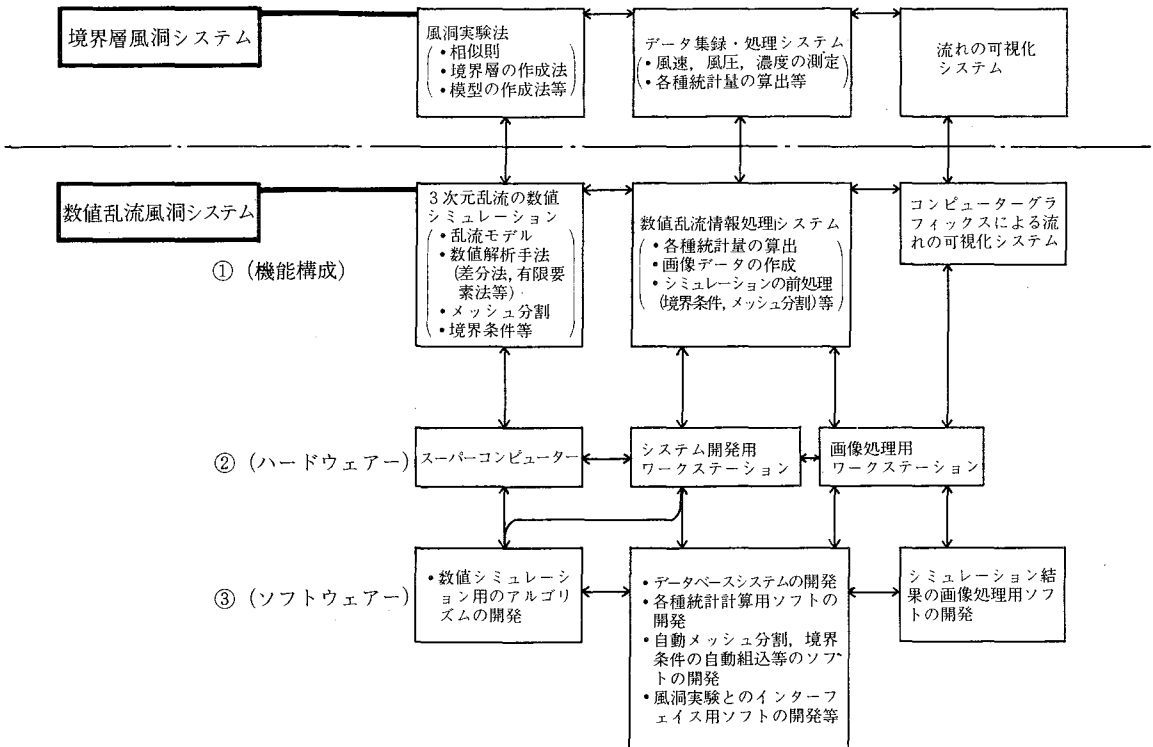 境界層風洞システム
風洞実験法
・相似則
・境界層の作成法
・模型の作成法等
データ集録・処理システム
・風速，風圧，濃度の測定
・各種統計量の算出等
流れの可視化
システム
数値乱流風洞システム
① (機能構成)
3次元乱流の数値
シミュレーション
・乱流モデル
・数値解析手法
(差分法,有限要
素法等)
・メッシュ分割
・境界条件等
数値乱流情報処理システム
・各種統計量の算出
・画像データの作成
・シミュレーションの前処理
(境界条件,メッシュ分割)等
コンピューターグラ
フィックスによる流
れの可視化システム
② (ハードウェアー)
スーパーコンピューター
システム開発用
ワークステーション
画像処理用
ワークステーション
③ (ソフトウェアー)
・数値シミュレーシ
ョン用のアルゴリ
ズムの開発
・データベースシステムの開発
・各種統計計算用ソフトの
開発
・自動メッシュ分割，境界
条件の自動組込等のソフ
トの開発
・風洞実験とのインターフ
ェイス用ソフトの開発等
シミュレーション結
果の画像処理用ソフ
トの開発